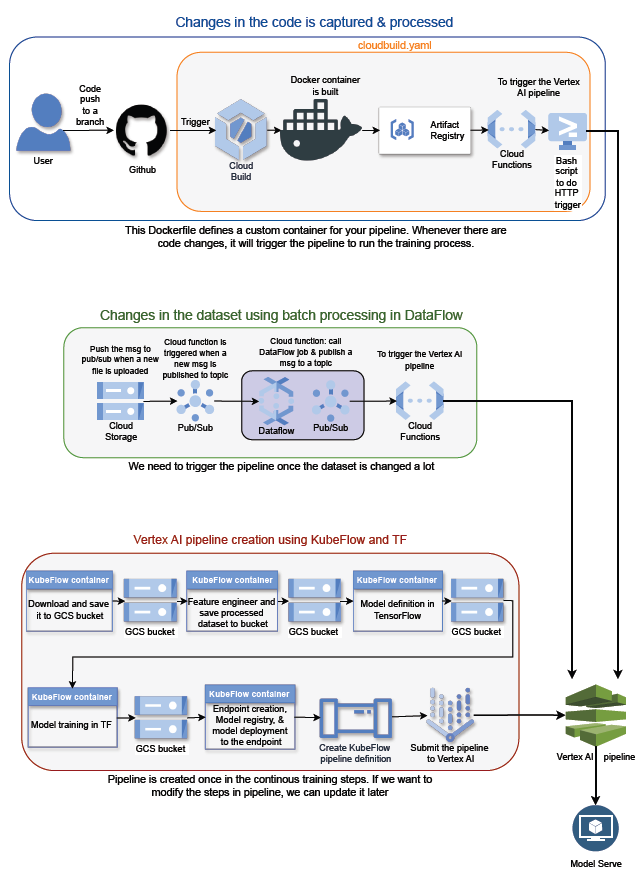 Changes in the code is captured & processed
cloudbuild.yaml
Code
push
to a
branch
User
Github
Trigger
Cloud
Build
Docker container
is built
Artifact
Registry
To trigger the Vertex
AI pipeline
Cloud
Functions
Bash
script
to do
HTTP
trigger
This Dockerfile defines a custom container for your pipeline. Whenever there are
code changes, it will trigger the pipeline to run the training process.
Changes in the dataset using batch processing in DataFlow
Push the msg to
pub/sub when a new
file is uploaded
Cloud
Storage
Cloud function is
triggered when a
new msg is
published to topic
Pub/Sub
Cloud function: call
DataFlow job & publish a
msg to a topic
Dataflow
Pub/Sub
To trigger the Vertex AI
pipeline
Cloud
Functions
We need to trigger the pipeline once the dataset is changed a lot
Vertex AI pipeline creation using KubeFlow and TF
KubeFlow container
Download and save
it to GCS bucket
GCS bucket
KubeFlow container
Feature engineer and
save processed
dataset to bucket
GCS bucket
KubeFlow container
Model definition in
TensorFlow
GCS bucket
KubeFlow container
Model training in TF
GCS bucket
KubeFlow container
Endpoint creation,
Model registry, &
model deployment
to the endpoint
Create KubeFlow
pipeline definition
Submit the pipeline
to Vertex AI
Vertex AI pipeline
Pipeline is created once in the continous training steps. If we want to
modify the steps in pipeline, we can update it later
Model Serve